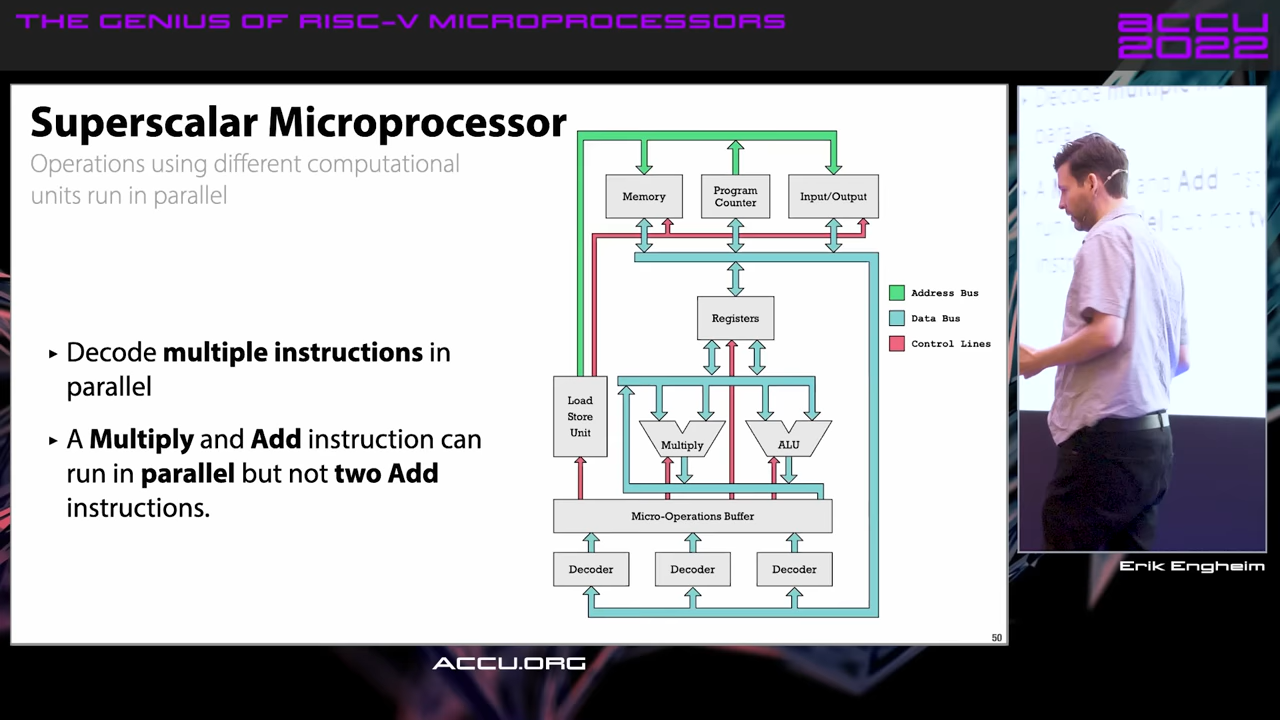 THE GENIUS OF RISC-V MICROPROCESSORS
ACCU
2022
Superscalar Microprocessor
Operations using different computational
units run in parallel
▸ Decode multiple instructions in
parallel
▸ A Multiply and Add instruction can
run in parallel but not two Add
instructions.
Memory
Program
Counter
Input/Output
Registers
Address Bus
Data Bus
Control Lines
Load
Store
Unit
Multiply
ALU
Micro-Operations Buffer
Decoder
Decoder
Decoder
50
Erik Engheim
ACCU.ORG